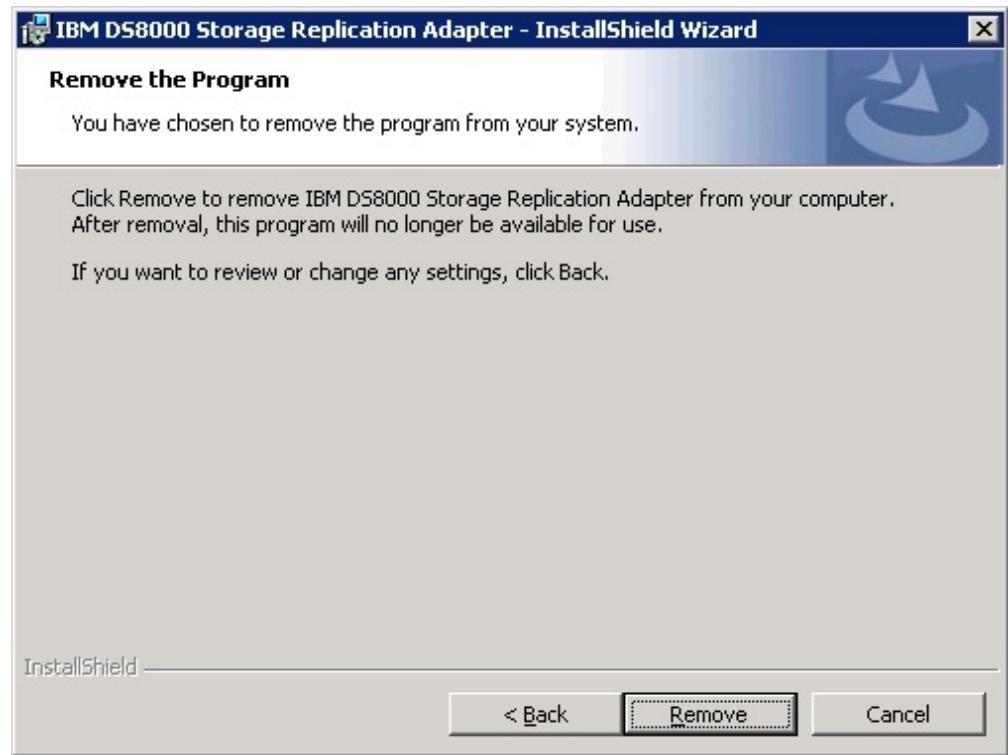 IBM DS8000 Storage Replication Adapter - InstallShield Wizard
Remove the Program
You have chosen to remove the program from your system.
Click Remove to remove IBM DS8000 Storage Replication Adapter from your computer.
After removal, this program will no longer be available for use.
If you want to review or change any settings, click Back.
InstallShield
< Back
Remove
Cancel